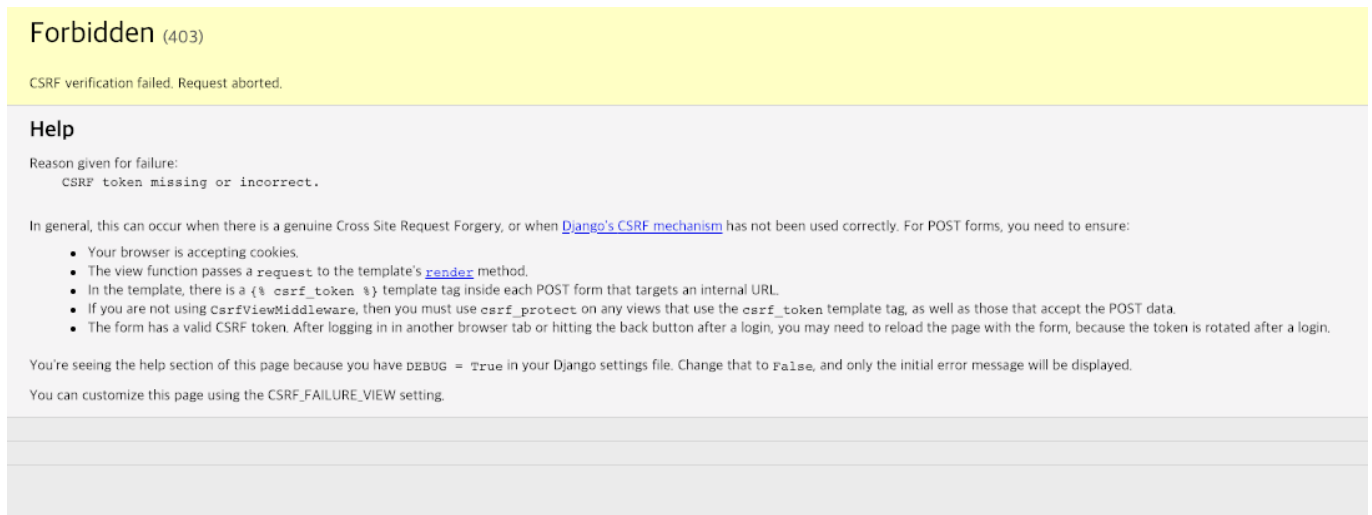 Forbidden (403)
CSRF verification failed. Request aborted.
Help
Reason given for failure:
CSRF token missing or incorrect.
In general, this can occur when there is a genuine Cross Site Request Forgery, or when Django's CSRF mechanism has not been used correctly. For POST forms, you need to ensure:
Your browser is accepting cookies.
The view function passes a request to the template's render method.
In the template, there is a {% csrf_token %} template tag inside each POST form that targets an internal URL.
If you are not using CsrfViewMiddleware, then you must use csrf_protect on any views that use the csrf_token template tag, as well as those that accept the POST data.
The form has a valid CSRF token. After logging in in another browser tab or hitting the back button after a login, you may need to reload the page with the form, because the token is rotated after a login.
You're seeing the help section of this page because you have DEBUG = True in your Django settings file. Change that to False, and only the initial error message will be displayed.
You can customize this page using the CSRF_FAILURE_VIEW setting.